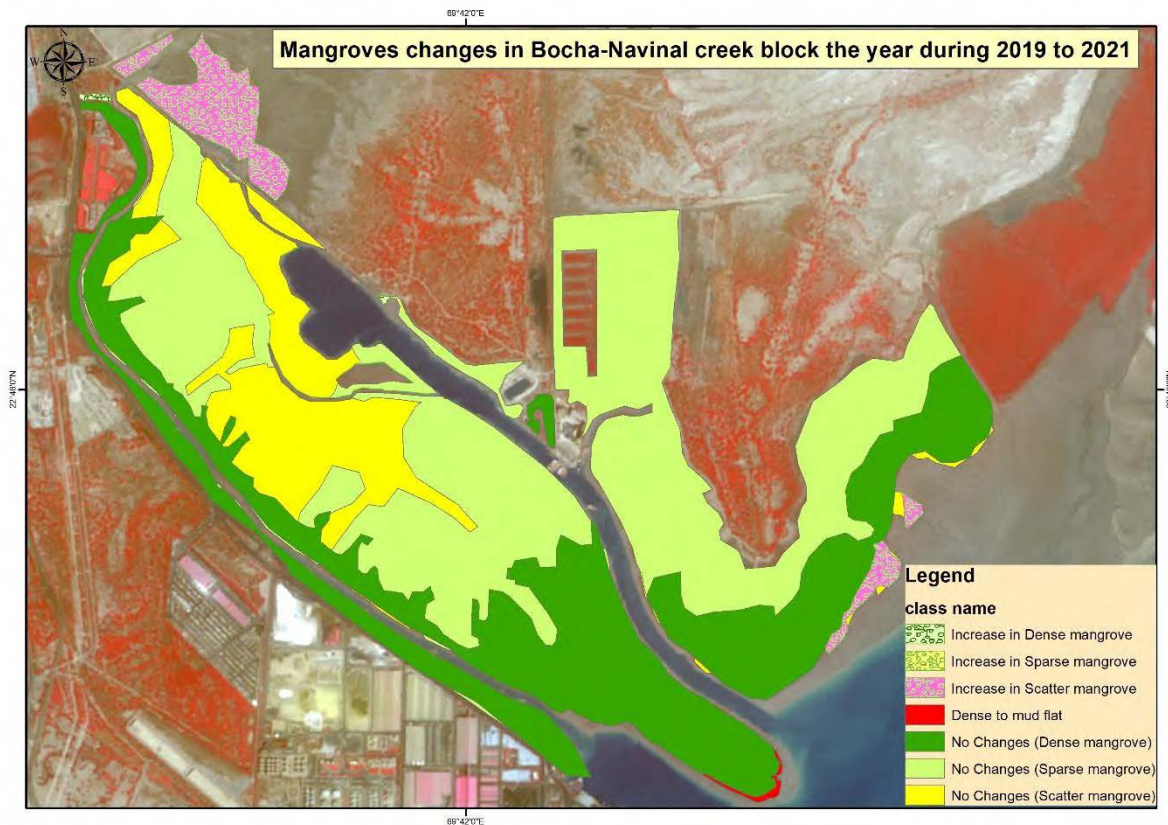 69°42'0"E
Mangroves changes in Bocha-Navinal creek block the year during 2019 to 2021
N
W E
S
22°48'0"N
Legend
class name
Increase in Dense mangrove
Increase in Sparse mangrove
Increase in Scatter mangrove
Dense to mud flat
No Changes (Dense mangrove)
No Changes (Sparse mangrove)
No Changes (Scatter mangrove)
69°42'0"E